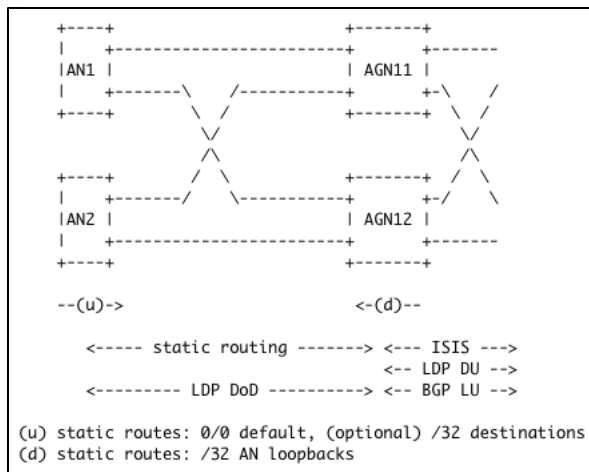 +----+                       +-------+
|    +-----------------------+       +-------
|AN1 |                       | AGN11 |
|    +-------\    /-----------+       +-\    /
+----+        \  /           +-------+  \  /
               \/                        \/
               /\                        /\
+----+        /  \           +-------+  /  \
|    +-------/    \-----------+       +-/    \
|AN2 |                       | AGN12 |
|    +-----------------------+       +-------
+----+                       +-------+
--(u)-> <-(d)--
<----- static routing -------> <-- ISIS --->
<-- LDP DU -->
<--------- LDP DoD ----------> <-- BGP LU -->
(u) static routes: 0/0 default, (optional) /32 destinations
(d) static routes: /32 AN loopbacks